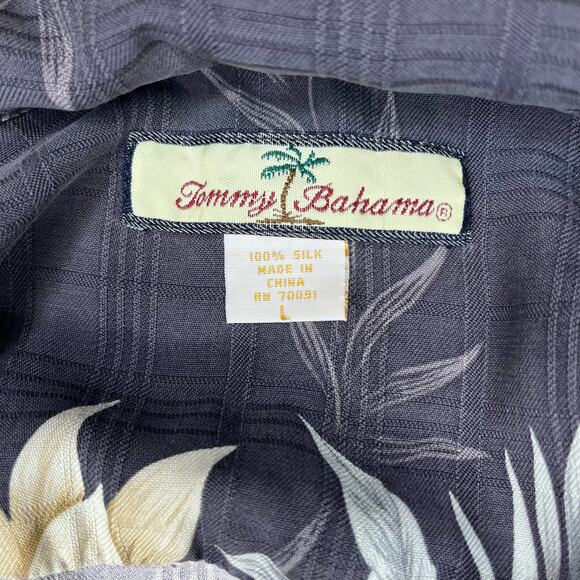 Tommy Bahama®
100% SILK
MADE IN
CHINA
RN 70091
L